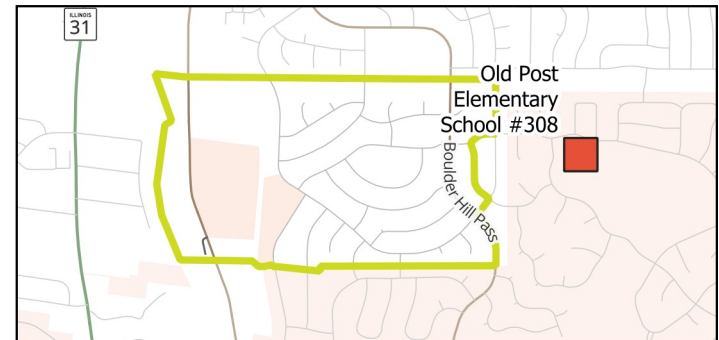 ILLINOIS
31
Old Post
Elementary
School #308
Boulder Hill Pass